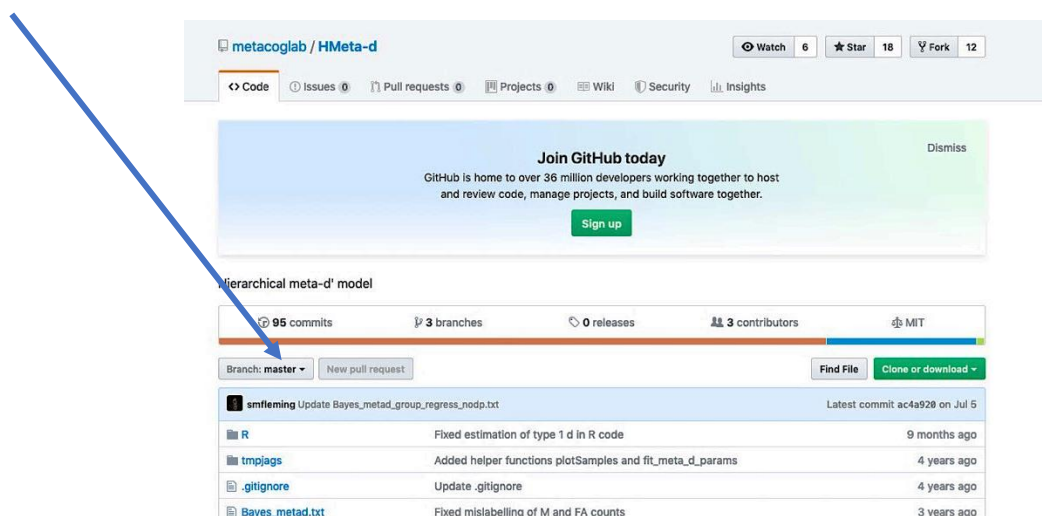 metacoglab / HMeta-d
Watch 6 Star 18 Fork 12
Code Issues 0 Pull requests 0 Projects 0 Wiki Security Insights
Dismiss
Join GitHub today
GitHub is home to over 36 million developers working together to host
and review code, manage projects, and build software together.
Sign up
Hierarchical meta-d' model
95 commits 3 branches 0 releases 3 contributors MIT
Branch: master New pull request Find File Clone or download
smfleming Update Bayes_metad_group_regress_nodp.txt Latest commit ac4a920 on Jul 5
R Fixed estimation of type 1 d in R code 9 months ago
tmpjags Added helper functions plotSamples and fit_meta_d_params 4 years ago
.gitignore Update .gitignore 4 years ago
Bayes_metad.txt Fixed mislabelling of M and FA counts 3 years ago